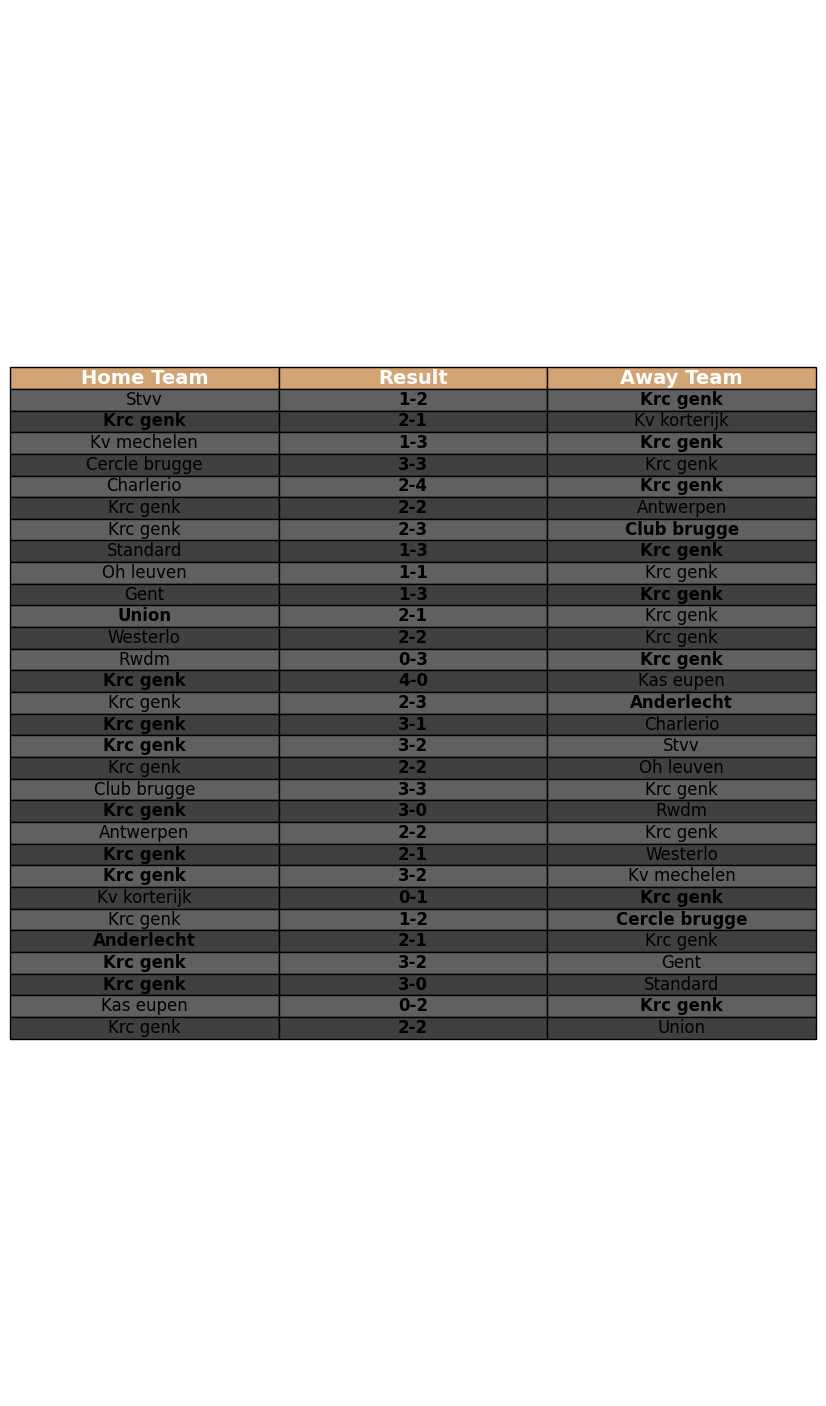 Home Team Result Away Team
Stvv 1-2 Krc genk
Krc genk 2-1 Kv korterijk
Kv mechelen 1-3 Krc genk
Cercle brugge 3-3 Krc genk
Charlerio 2-4 Krc genk
Krc genk 2-2 Antwerpen
Krc genk 2-3 Club brugge
Standard 1-3 Krc genk
Oh leuven 1-1 Krc genk
Gent 1-3 Krc genk
Union 2-1 Krc genk
Westerlo 2-2 Krc genk
Rwdm 0-3 Krc genk
Krc genk 4-0 Kas eupen
Krc genk 2-3 Anderlecht
Krc genk 3-1 Charlerio
Krc genk 3-2 Stvv
Krc genk 2-2 Oh leuven
Club brugge 3-3 Krc genk
Krc genk 3-0 Rwdm
Antwerpen 2-2 Krc genk
Krc genk 2-1 Westerlo
Krc genk 3-2 Kv mechelen
Kv korterijk 0-1 Krc genk
Krc genk 1-2 Cercle brugge
Anderlecht 2-1 Krc genk
Krc genk 3-2 Gent
Krc genk 3-0 Standard
Kas eupen 0-2 Krc genk
Krc genk 2-2 Union